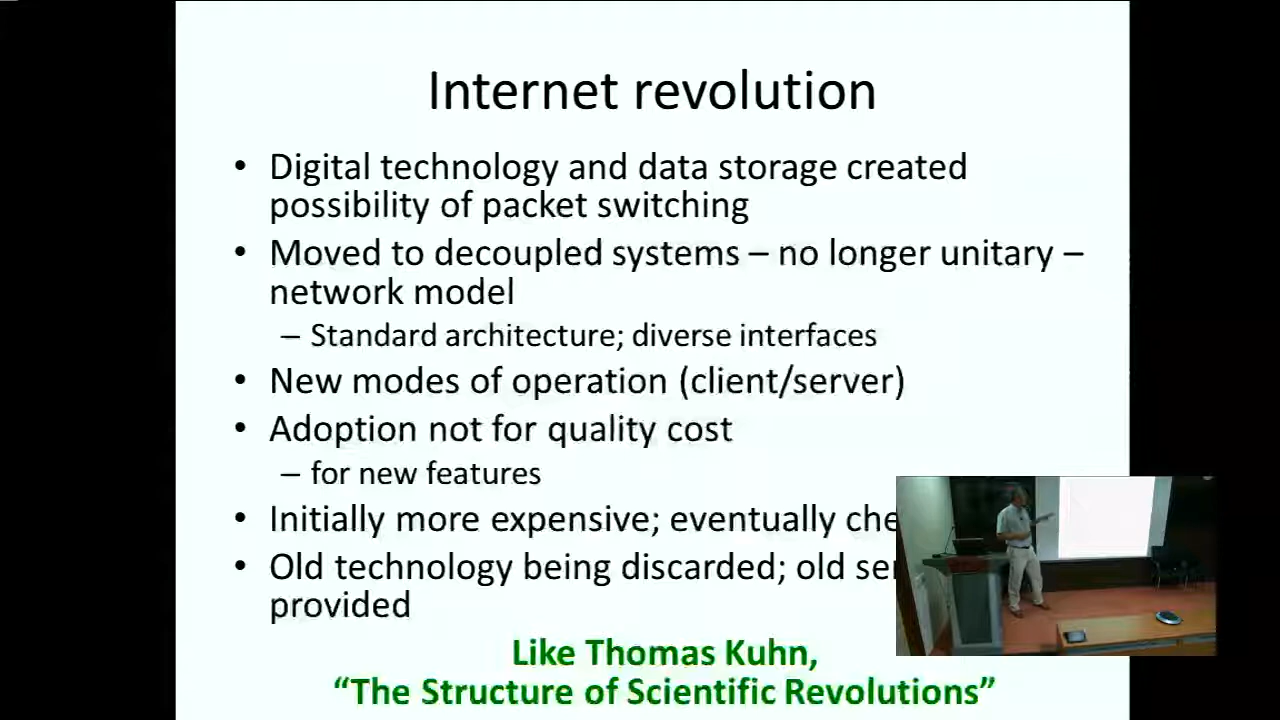 Internet revolution
• Digital technology and data storage created
possibility of packet switching
• Moved to decoupled systems – no longer unitary –
network model
– Standard architecture; diverse interfaces
• New modes of operation (client/server)
• Adoption not for quality cost
– for new features
• Initially more expensive; eventually
• Old technology being discarded; old
provided
Like Thomas Kuhn,
“The Structure of Scientific Revolutions”